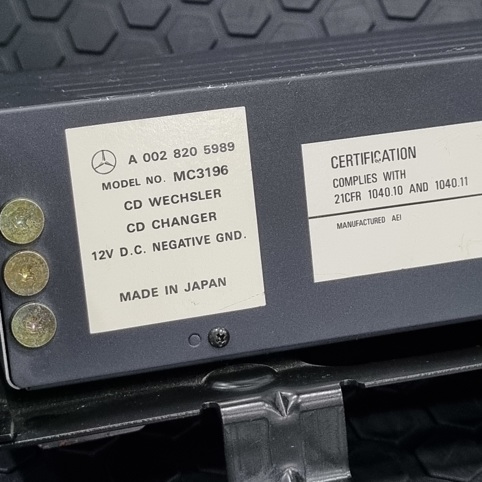 A 002 820 5989
MODEL NO. MC3196
CD WECHSLER
CD CHANGER
12V D.C. NEGATIVE GND.
MADE IN JAPAN
CERTIFICATION
COMPLIES WITH
21CFR 1040.10 AND 1040.11
MANUFACTURED AEI